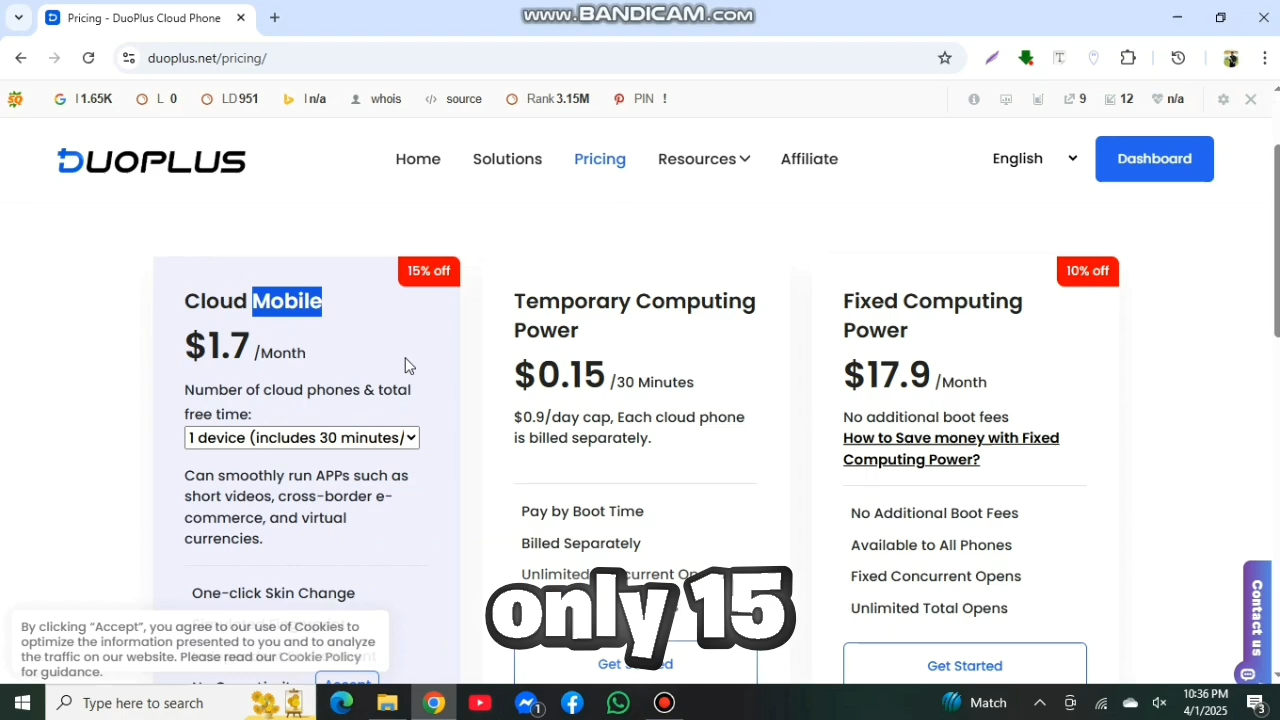 www.BANDICAM.com
Pricing - DuoPlus Cloud Phone
duoplus.net/pricing/
I 1.65K
L 0
LD 951
I n/a
whois
source
Rank 3.15M
PIN !
9
12
n/a
DUOPLUS
Home
Solutions
Pricing
Resources
Affiliate
English
Dashboard
15% off
Cloud Mobile
$1.7 /Month
Number of cloud phones & total
free time:
1 device (includes 30 minutes/
Can smoothly run APPs such as
short videos, cross-border e-
commerce, and virtual
currencies.
One-click Skin Change
Temporary Computing
Power
$0.15 /30 Minutes
$0.9/day cap, Each cloud phone
is billed separately.
Pay by Boot Time
Billed Separately
Unlimited
10% off
Fixed Computing
Power
$17.9 /Month
No additional boot fees
How to Save money with Fixed
Computing Power?
No Additional Boot Fees
Available to All Phones
Fixed Concurrent Opens
Unlimited Total Opens
Get Started
only 15
By clicking “Accept”, you agree to our use of Cookies to
optimize the information presented to you and to analyze
the traffic on our website. Please read our Cookie Policy
for guidance.
Accept
Contact us
Type here to search
1
Match
10:36 PM
4/1/2025
3